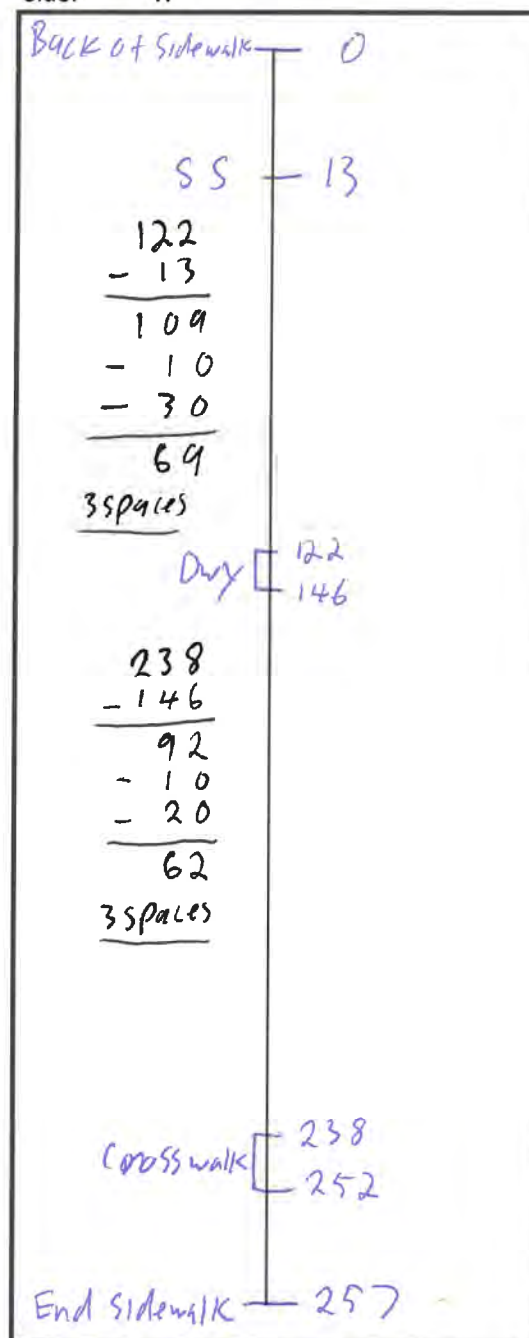 Back of Sidewalk 0
SS 13
122
- 13
109
- 10
- 30
69
3 spaces
Dwy 122
146
238
- 146
92
- 10
- 20
62
3 spaces
Crosswalk 238
252
End Sidewalk 257